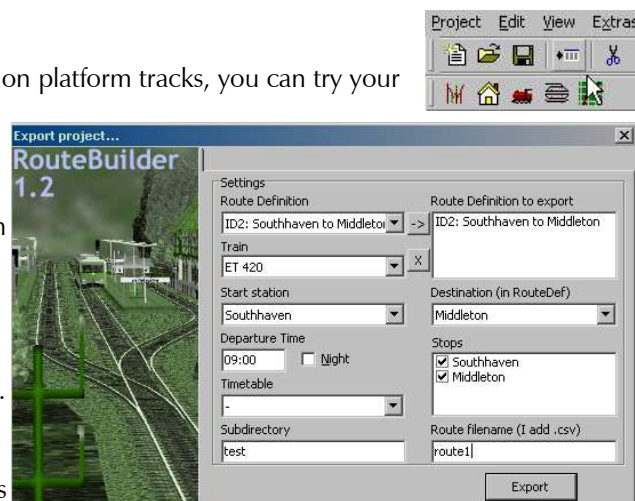 Project Edit View Extras
on platform tracks, you can try your
Export project...
RouteBuilder
1.2
Settings
Route Definition
Route Definition to export
ID2: Southhaven to Middleto
->
ID2: Southhaven to Middleton
Train
ET 420
X
Start station
Destination (in RouteDef)
Southhaven
Middleton
Departure Time
Stops
09:00
Night
Southhaven
Middleton
Timetable
-
Subdirectory
Route filename (I add .csv)
test
route1
Export